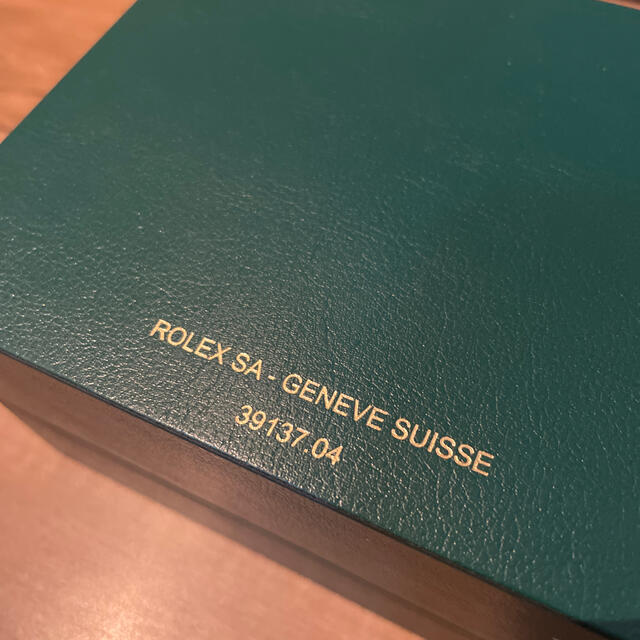 ROLEX SA - GENEVE SUISSE
39137.04